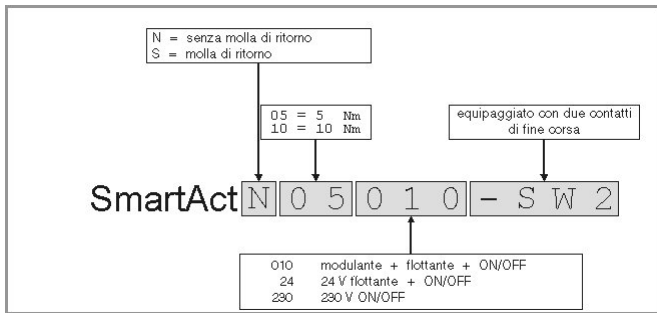 N = senza molla di ritorno
S = molla di ritorno
05 = 5 Nm
10 = 10 Nm
equipaggiato con due contatti
di fine corsa
SmartAct N 0 5 0 1 0 - S W 2
010 modulante + flottante + ON/OFF
24 24 V flottante + ON/OFF
230 230 V ON/OFF